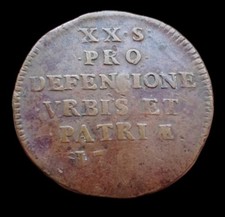 XX·S·
·PRO·
DEFENSIONE
VRBIS ET
PATRIÆ